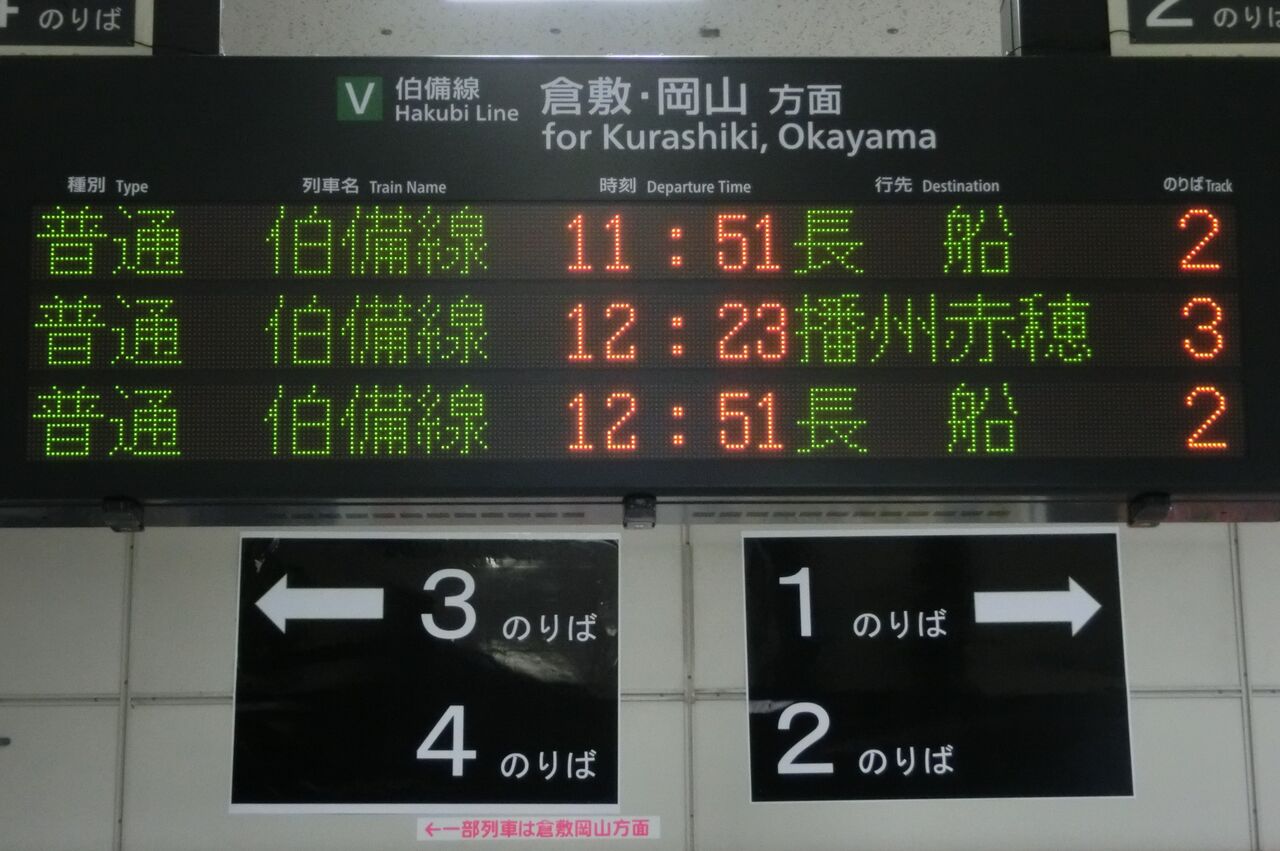 4 のりば
2 のりば
V 伯備線 Hakubi Line
倉敷・岡山 方面
for Kurashiki, Okayama
種別 Type 列車名 Train Name 時刻 Departure Time 行先 Destination のりば Track
普通 伯備線 11:51 長船 2
普通 伯備線 12:23 播州赤穂 3
普通 伯備線 12:51 長船 2
← 3 のりば
4 のりば
1 のりば →
2 のりば
←一部列車は倉敷岡山方面